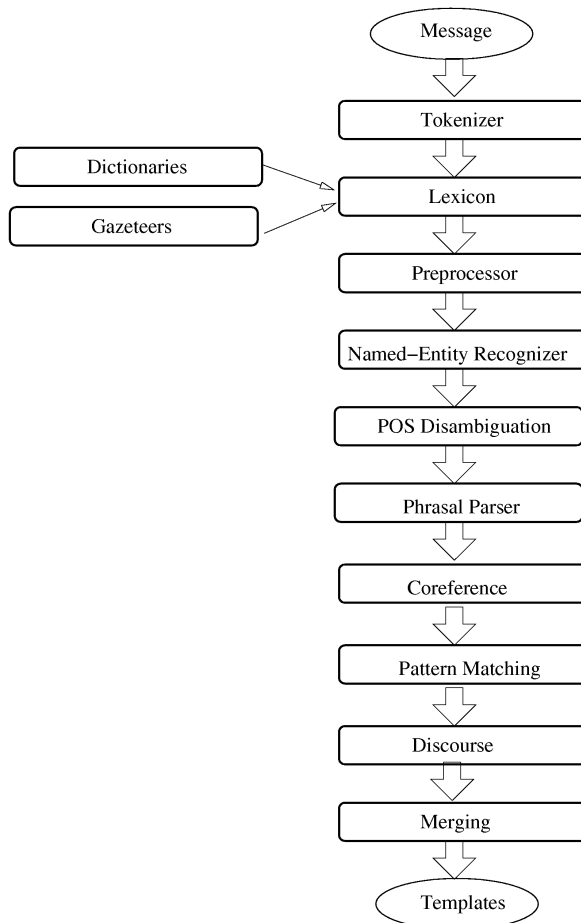 Message
Tokenizer
Dictionaries
Lexicon
Gazeteers
Preprocessor
Named-Entity Recognizer
POS Disambiguation
Phrasal Parser
Coreference
Pattern Matching
Discourse
Merging
Templates